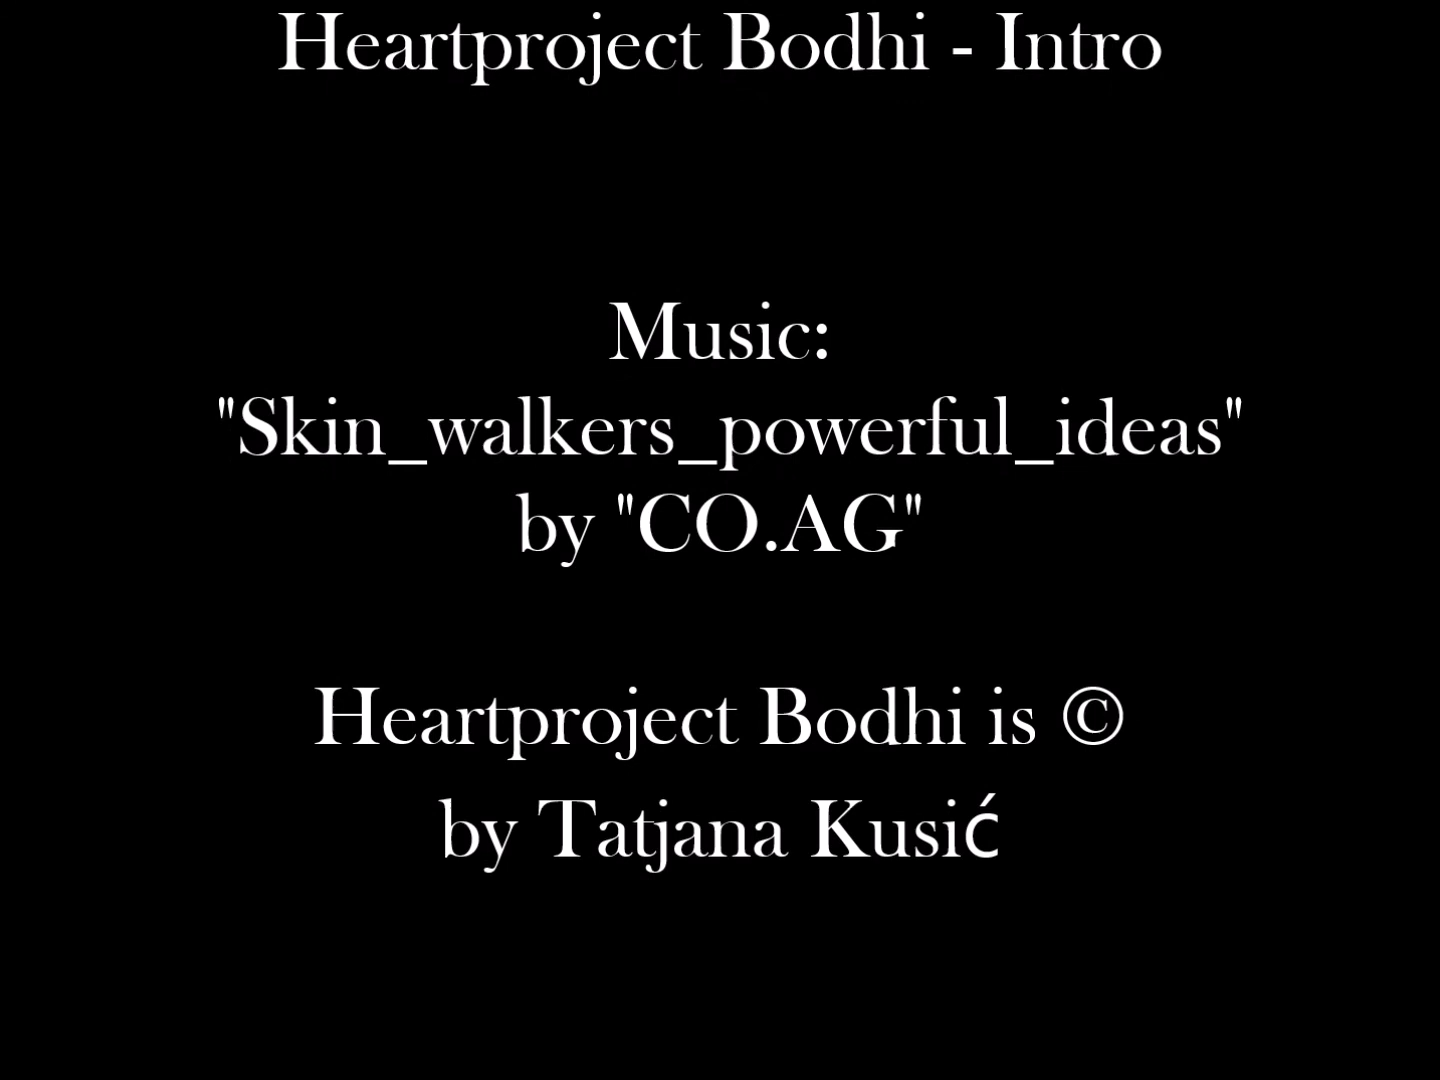 Heartproject Bodhi - Intro
Music:
"Skin_walkers_powerful_ideas"
by "CO.AG"
Heartproject Bodhi is ©
by Tatjana Kusić